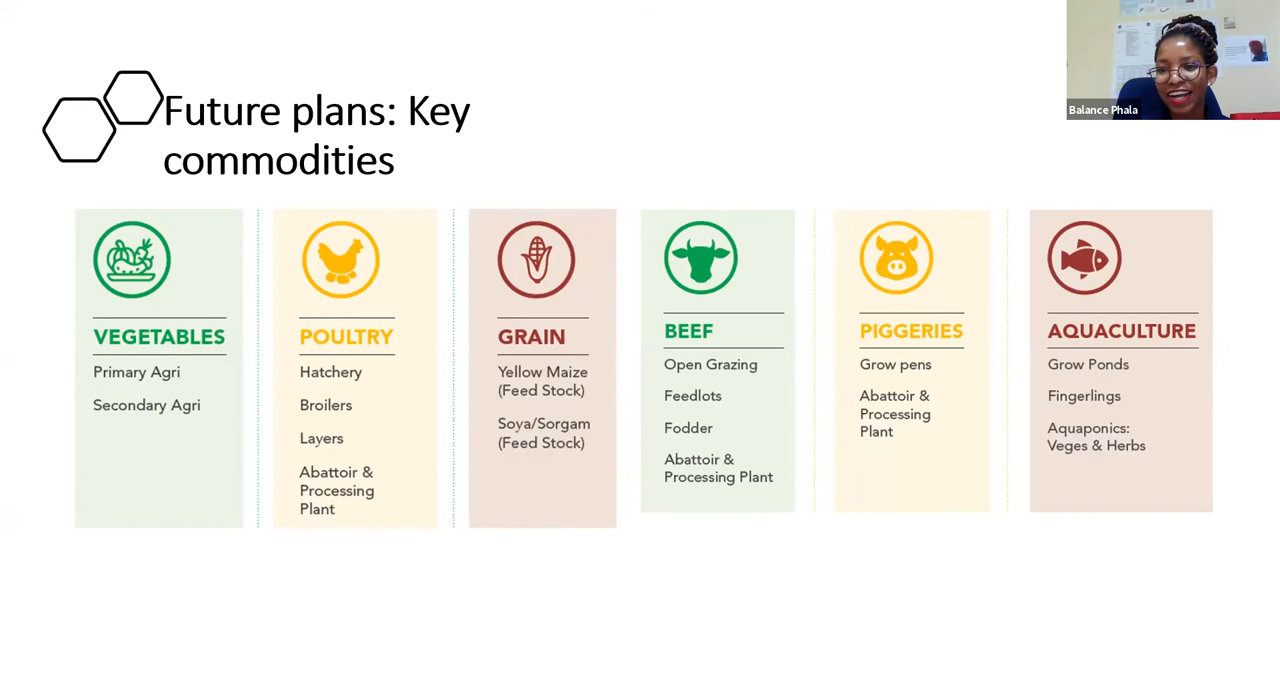 Balance Phala
Future plans: Key
commodities
VEGETABLES
Primary Agri
Secondary Agri
POULTRY
Hatchery
Broilers
Layers
Abattoir &
Processing
Plant
GRAIN
Yellow Maize
(Feed Stock)
Soya/Sorgam
(Feed Stock)
BEEF
Open Grazing
Feedlots
Fodder
Abattoir &
Processing Plant
PIGGERIES
Grow pens
Abattoir &
Processing
Plant
AQUACULTURE
Grow Ponds
Fingerlings
Aquaponics:
Veges & Herbs